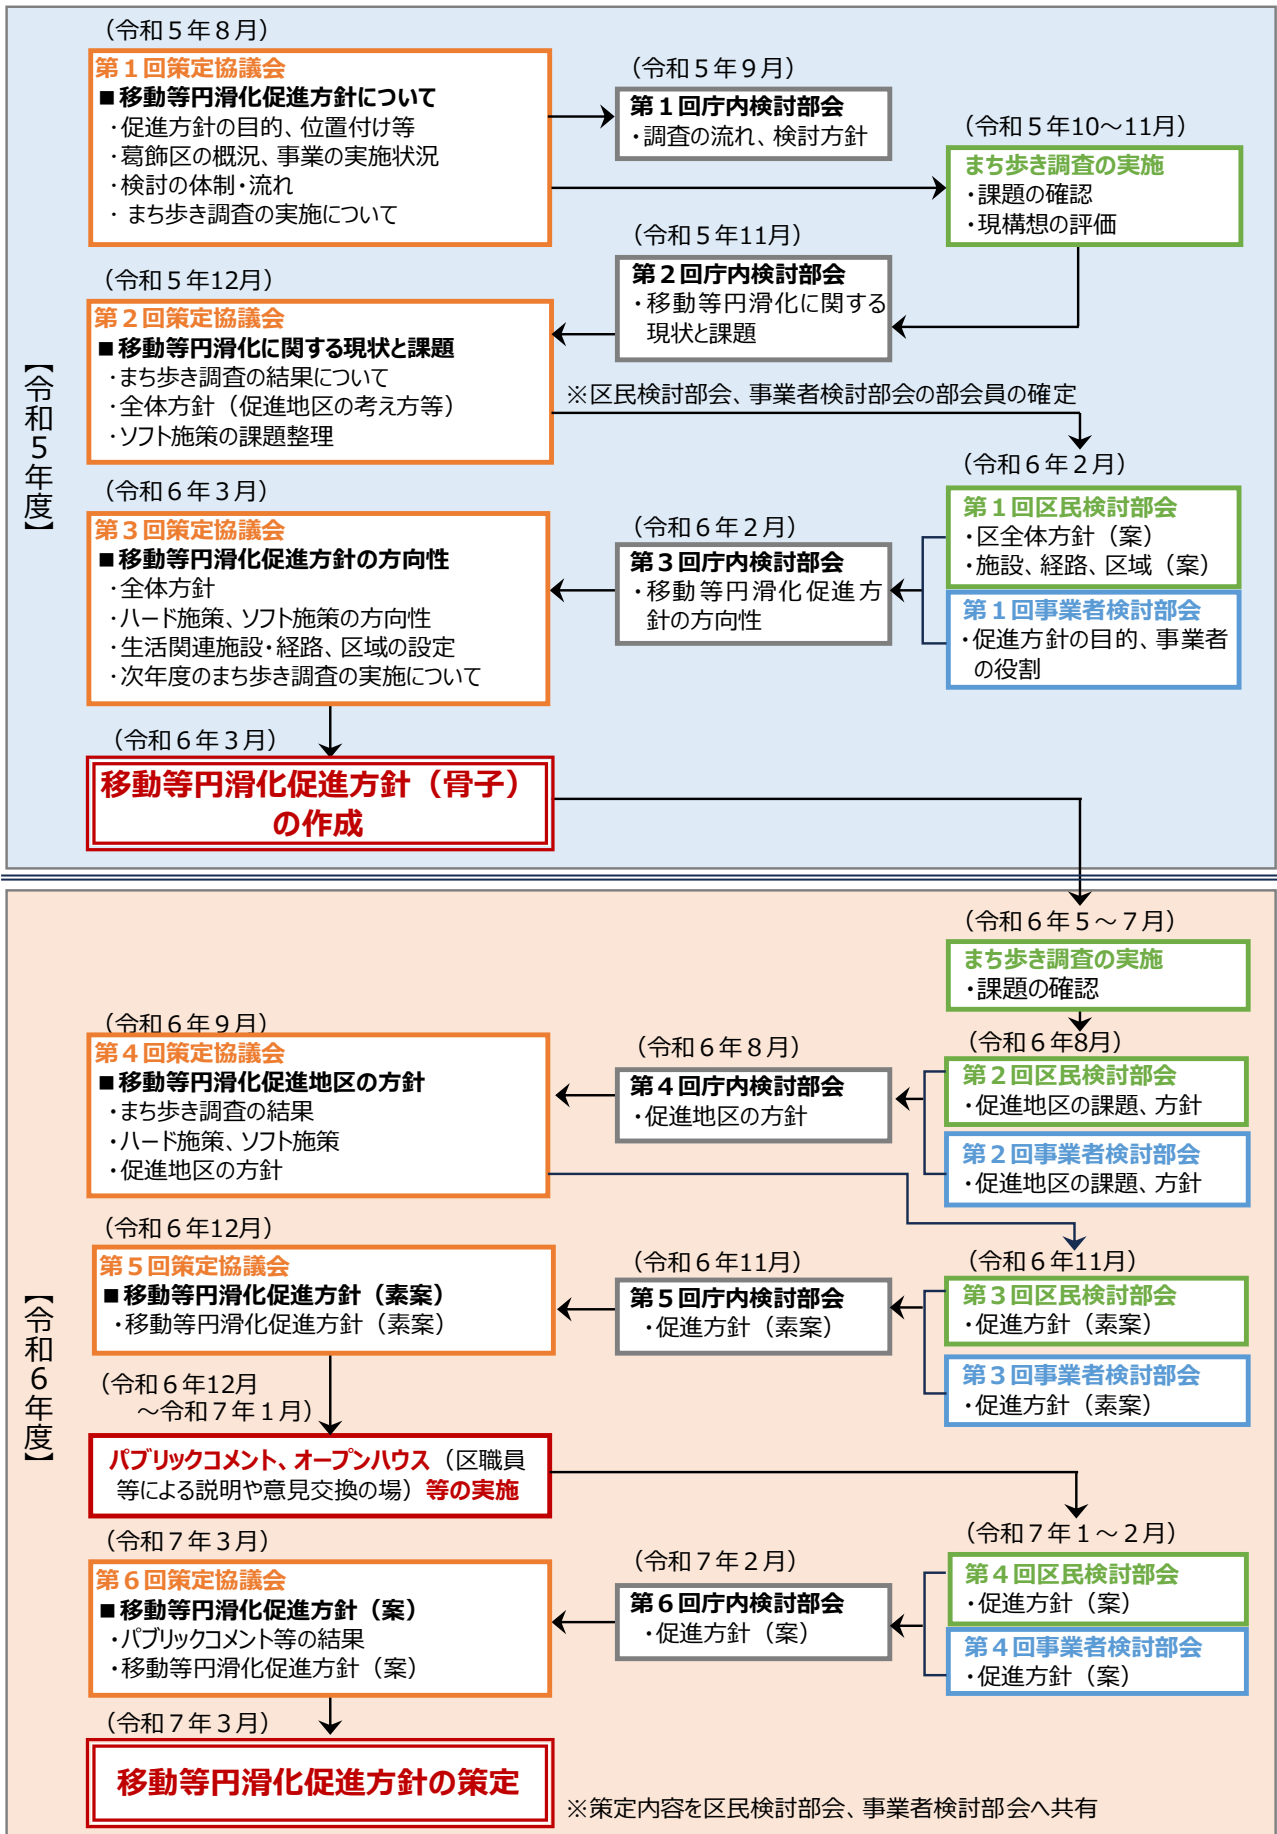 【令和５年度】
（令和５年８月）
第１回策定協議会
■移動等円滑化促進方針について
・促進方針の目的、位置付け等
・葛飾区の概況、事業の実施状況
・検討の体制・流れ
・ まち歩き調査の実施について
（令和５年９月）
第１回庁内検討部会
・調査の流れ、検討方針
（令和５年10～11月）
まち歩き調査の実施
・課題の確認
・現構想の評価
（令和５年11月）
第２回庁内検討部会
・移動等円滑化に関する
現状と課題
（令和５年12月）
第２回策定協議会
■移動等円滑化に関する現状と課題
・まち歩き調査の結果について
・全体方針（促進地区の考え方等）
・ソフト施策の課題整理
※区民検討部会、事業者検討部会の部会員の確定
（令和６年２月）
第１回区民検討部会
・区全体方針（案）
・施設、経路、区域（案）
第１回事業者検討部会
・促進方針の目的、事業者
の役割
（令和６年２月）
第３回庁内検討部会
・移動等円滑化促進方
針の方向性
（令和６年３月）
第３回策定協議会
■移動等円滑化促進方針の方向性
・全体方針
・ハード施策、ソフト施策の方向性
・生活関連施設・経路、区域の設定
・次年度のまち歩き調査の実施について
（令和６年３月）
移動等円滑化促進方針（骨子）
の作成
【令和６年度】
（令和６年５～７月）
まち歩き調査の実施
・課題の確認
（令和６年8月）
第２回区民検討部会
・促進地区の課題、方針
第２回事業者検討部会
・促進地区の課題、方針
（令和６年８月）
第４回庁内検討部会
・促進地区の方針
（令和６年９月）
第４回策定協議会
■移動等円滑化促進地区の方針
・まち歩き調査の結果
・ハード施策、ソフト施策
・促進地区の方針
（令和６年11月）
第３回区民検討部会
・促進方針（素案）
第３回事業者検討部会
・促進方針（素案）
（令和６年11月）
第５回庁内検討部会
・促進方針（素案）
（令和６年12月）
第５回策定協議会
■移動等円滑化促進方針（素案）
・移動等円滑化促進方針（素案）
（令和６年12月
～令和７年１月）
パブリックコメント、オープンハウス（区職員
等による説明や意見交換の場）等の実施
（令和７年１～２月）
第４回区民検討部会
・促進方針（案）
第４回事業者検討部会
・促進方針（案）
（令和７年２月）
第６回庁内検討部会
・促進方針（案）
（令和７年３月）
第６回策定協議会
■移動等円滑化促進方針（案）
・パブリックコメント等の結果
・移動等円滑化促進方針（案）
（令和７年３月）
移動等円滑化促進方針の策定
※策定内容を区民検討部会、事業者検討部会へ共有